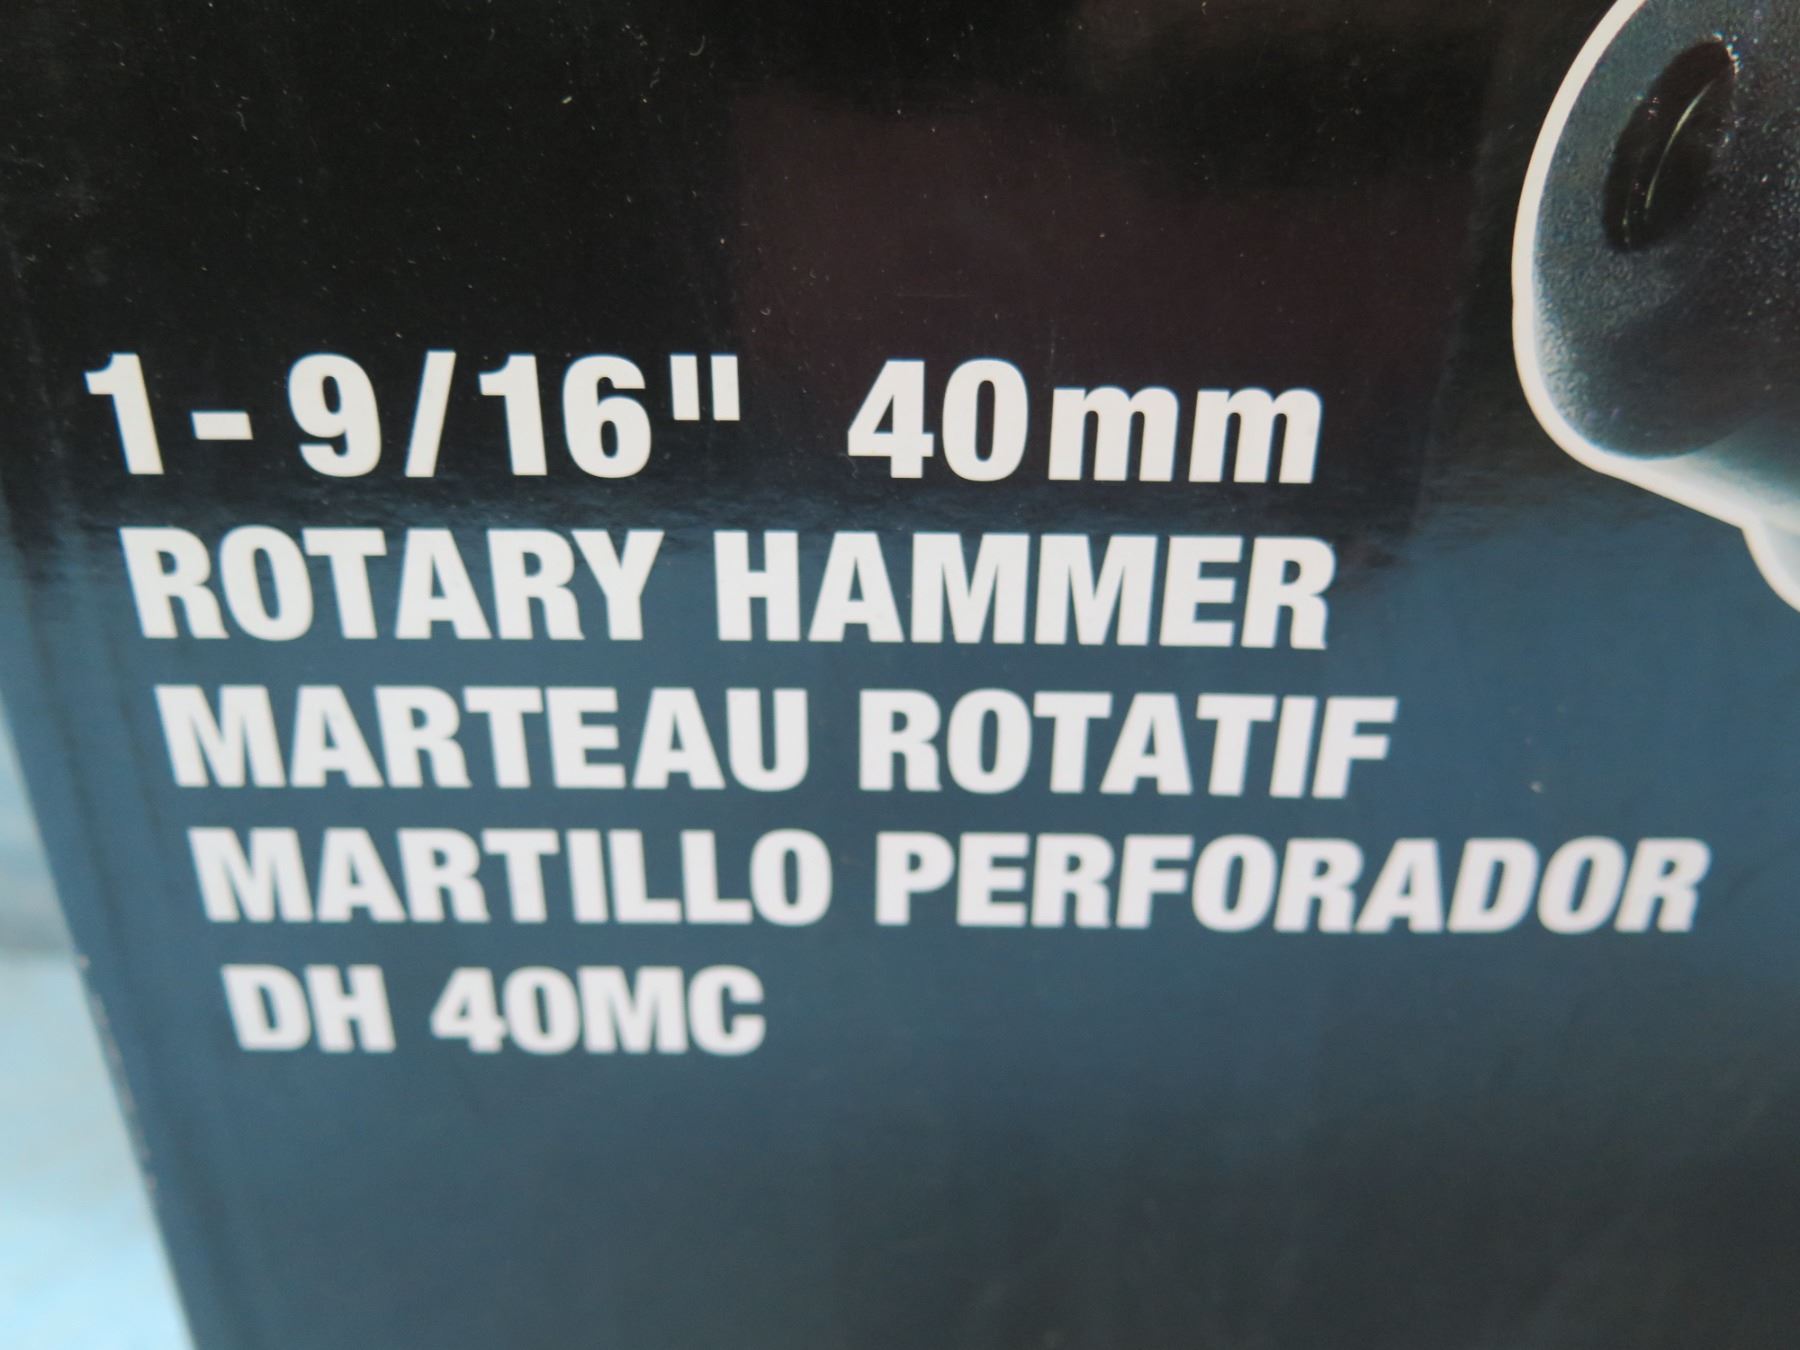 1-9/16" 40mm
ROTARY HAMMER
MARTEAU ROTATIF
MARTILLO PERFORADOR
DH 40MC